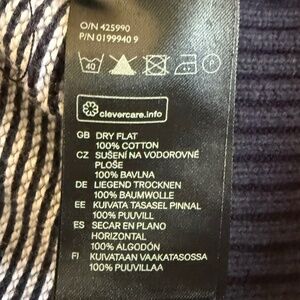 O/N 425990
P/N 0199940 9
40
P
clevercare.info
GB DRY FLAT
100% COTTON
CZ SUŠENÍ NA VODOROVNÉ
PLOŠE
100% BAVLNA
DE LIEGEND TROCKNEN
100% BAUMWOLLE
EE KUIVATA TASASEL PINNAL
100% PUUVILL
ES SECAR EN PLANO
HORIZONTAL
100% ALGODÓN
FI KUIVATAAN VAAKATASOSSA
100% PUUVILLAA